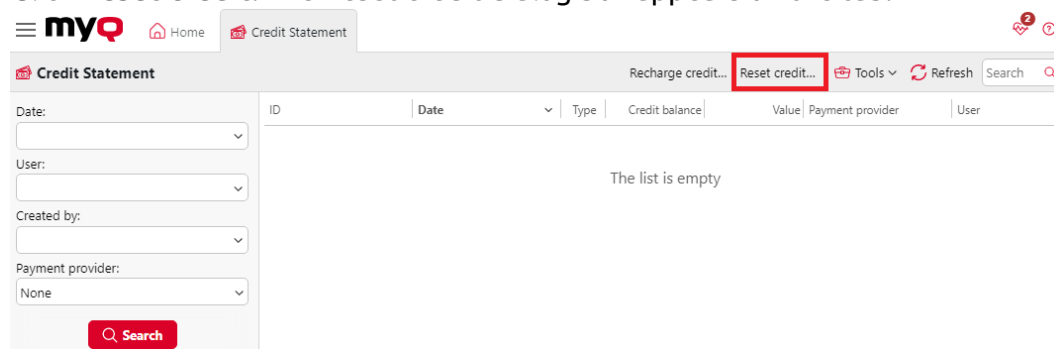 myQ Home Credit Statement 2
Credit Statement Recharge credit... Reset credit... Tools Refresh Search
Date: ID Date Type Credit balance Value Payment provider User
User:
The list is empty
Created by:
Payment provider:
None
Search